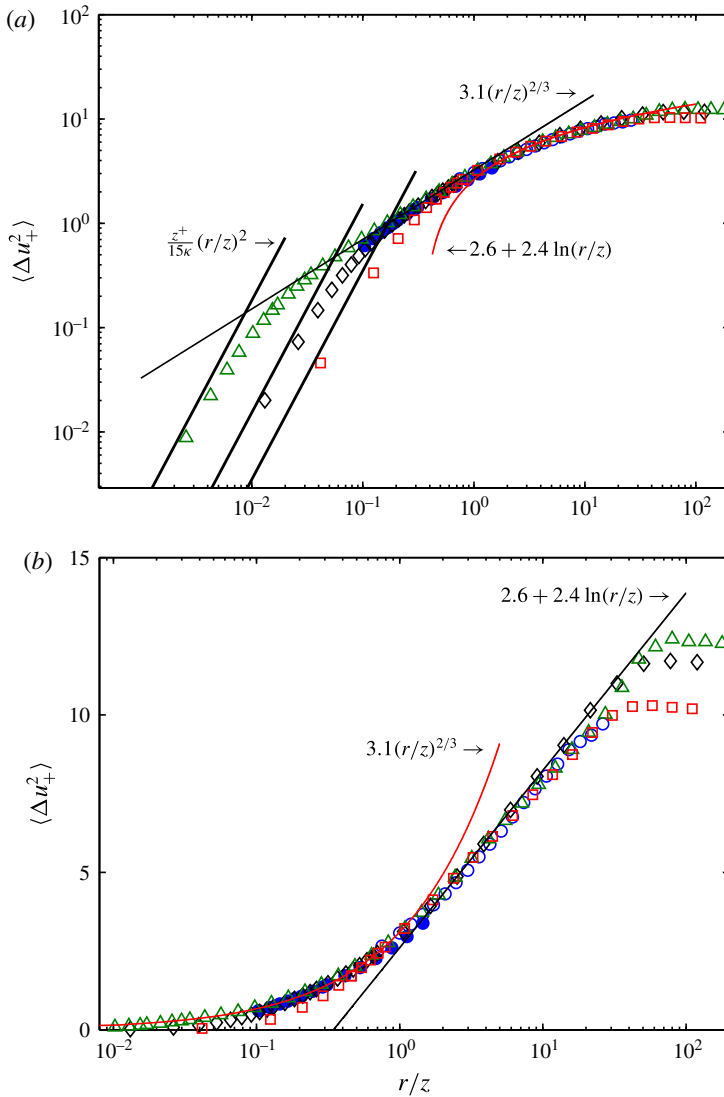 (a)
10^2
10^1
10^0
10^{-1}
10^{-2}
⟨Δu_+^2⟩
3.1(r/z)^{2/3} →
\frac{z^+}{15κ}(r/z)^2 →
←2.6 + 2.4 ln(r/z)
10^{-2} 10^{-1} 10^0 10^1 10^2
(b)
15
10
5
0
⟨Δu_+^2⟩
2.6 + 2.4 ln(r/z) →
3.1(r/z)^{2/3} →
10^{-2} 10^{-1} 10^0 10^1 10^2
r/z